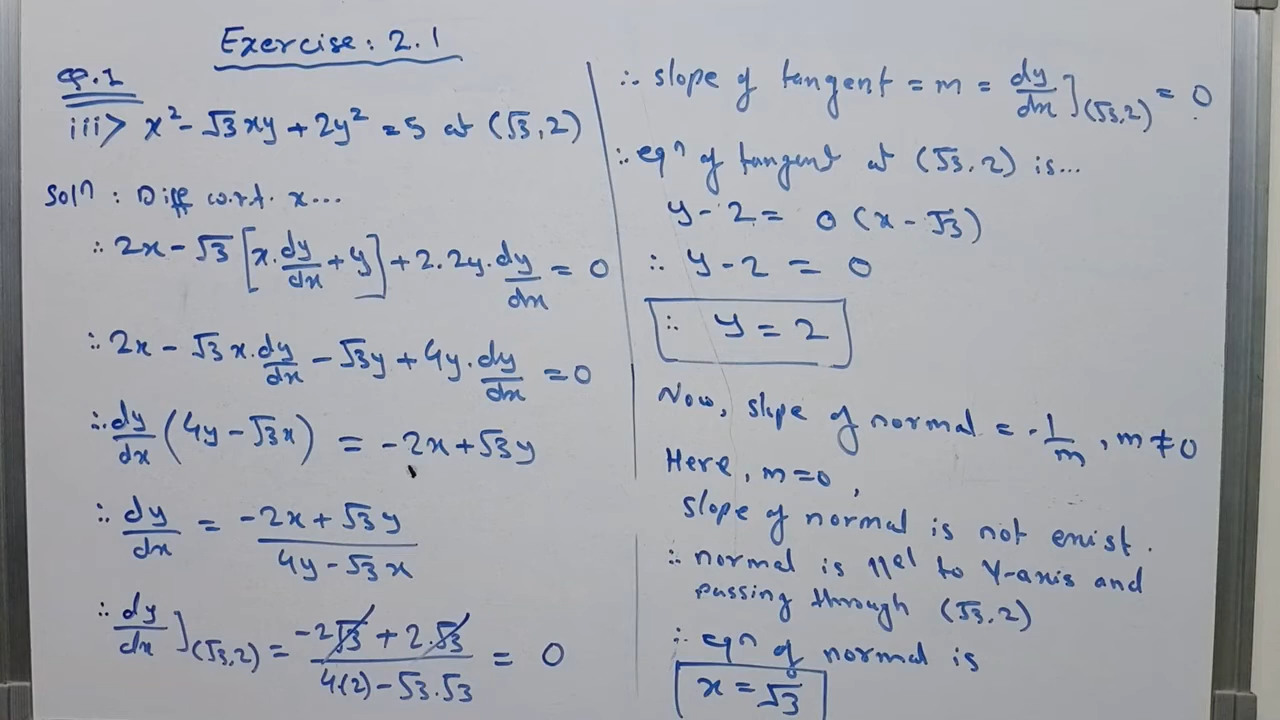 Exercise: 2.1
Q.1
iii> x² - √3xy + 2y² = 5 at (√3, 2)
Solⁿ : Diff w.r.t. x...
∴ 2x - √3 [x.dy/dx + y] + 2.2y.dy/dx = 0
∴ 2x - √3x.dy/dx - √3y + 4y.dy/dx = 0
∴ dy/dx (4y - √3x) = -2x + √3y
∴ dy/dx = -2x + √3y / 4y - √3x
∴ dy/dx](√3,2) = -2√3 + 2.√3 / 4(2) - √3.√3 = 0
∴ slope of tangent = m = dy/dx](√3,2) = 0
∴ eqⁿ of tangent at (√3, 2) is...
y - 2 = 0 (x - √3)
∴ y - 2 = 0
∴ y = 2
Now, slope of normal = -1/m, m ≠ 0
Here, m=0,
slope of normal is not exist.
∴ normal is 11el to Y-axis and
passing through (√3, 2)
∴ eqⁿ of normal is
x = √3